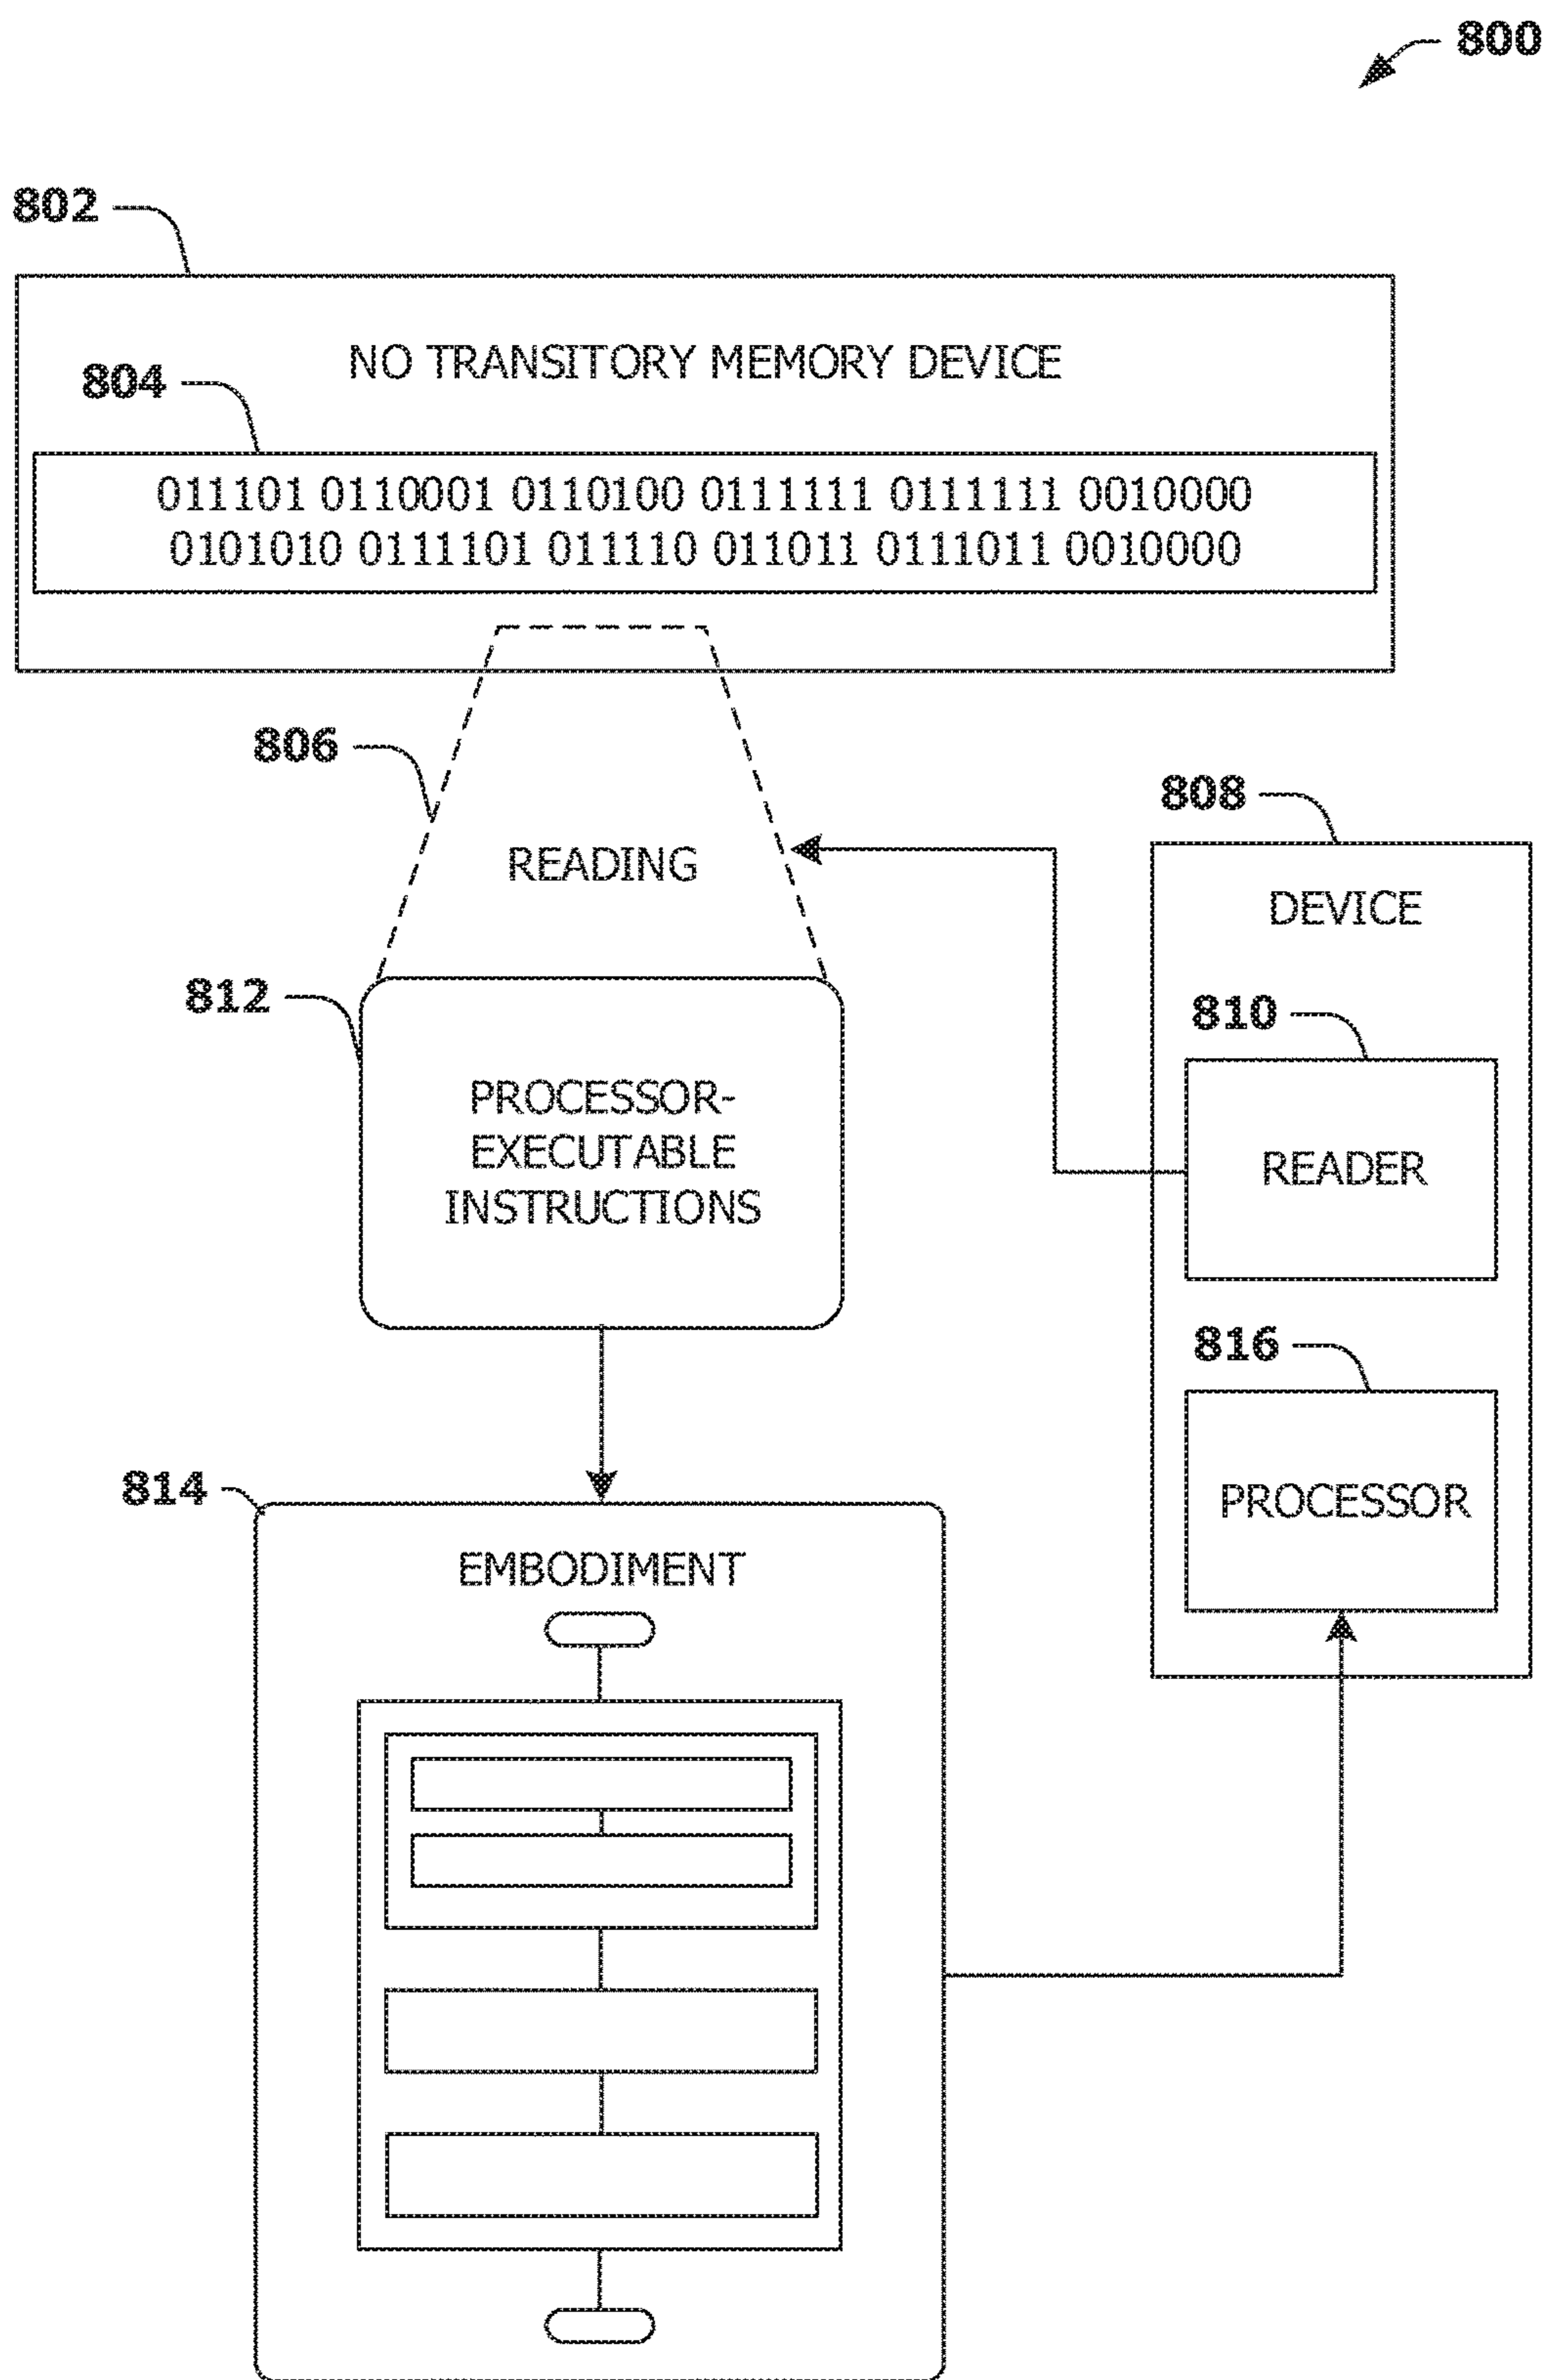 800
802
NO TRANSITORY MEMORY DEVICE
804
011101 0110001 0110100 0111111 0111111 0010000
0101010 0111101 011110 011011 0111011 0010000
806
READING
808
DEVICE
812
PROCESSOR-
EXECUTABLE
INSTRUCTIONS
810
READER
816
PROCESSOR
814
EMBODIMENT